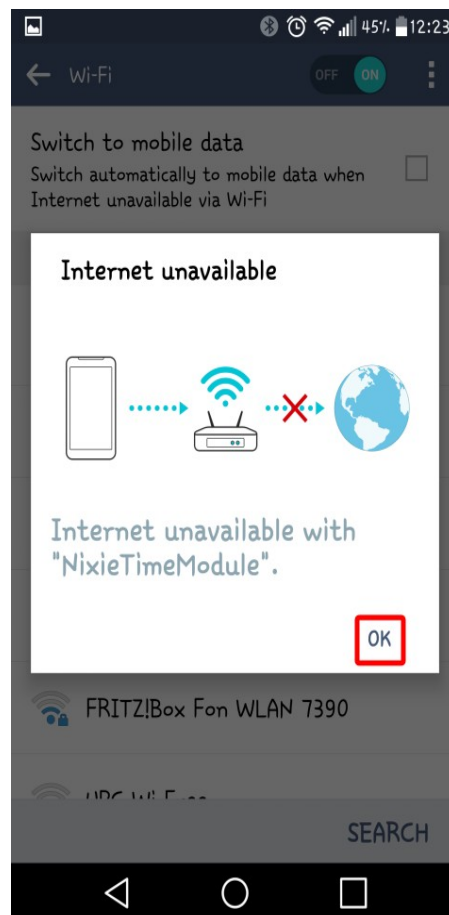 45% 12:23
Wi-Fi
OFF ON
Switch to mobile data
Switch automatically to mobile data when
Internet unavailable via Wi-Fi
Internet unavailable
Internet unavailable with
"NixieTimeModule".
OK
FRITZ!Box Fon WLAN 7390
SEARCH